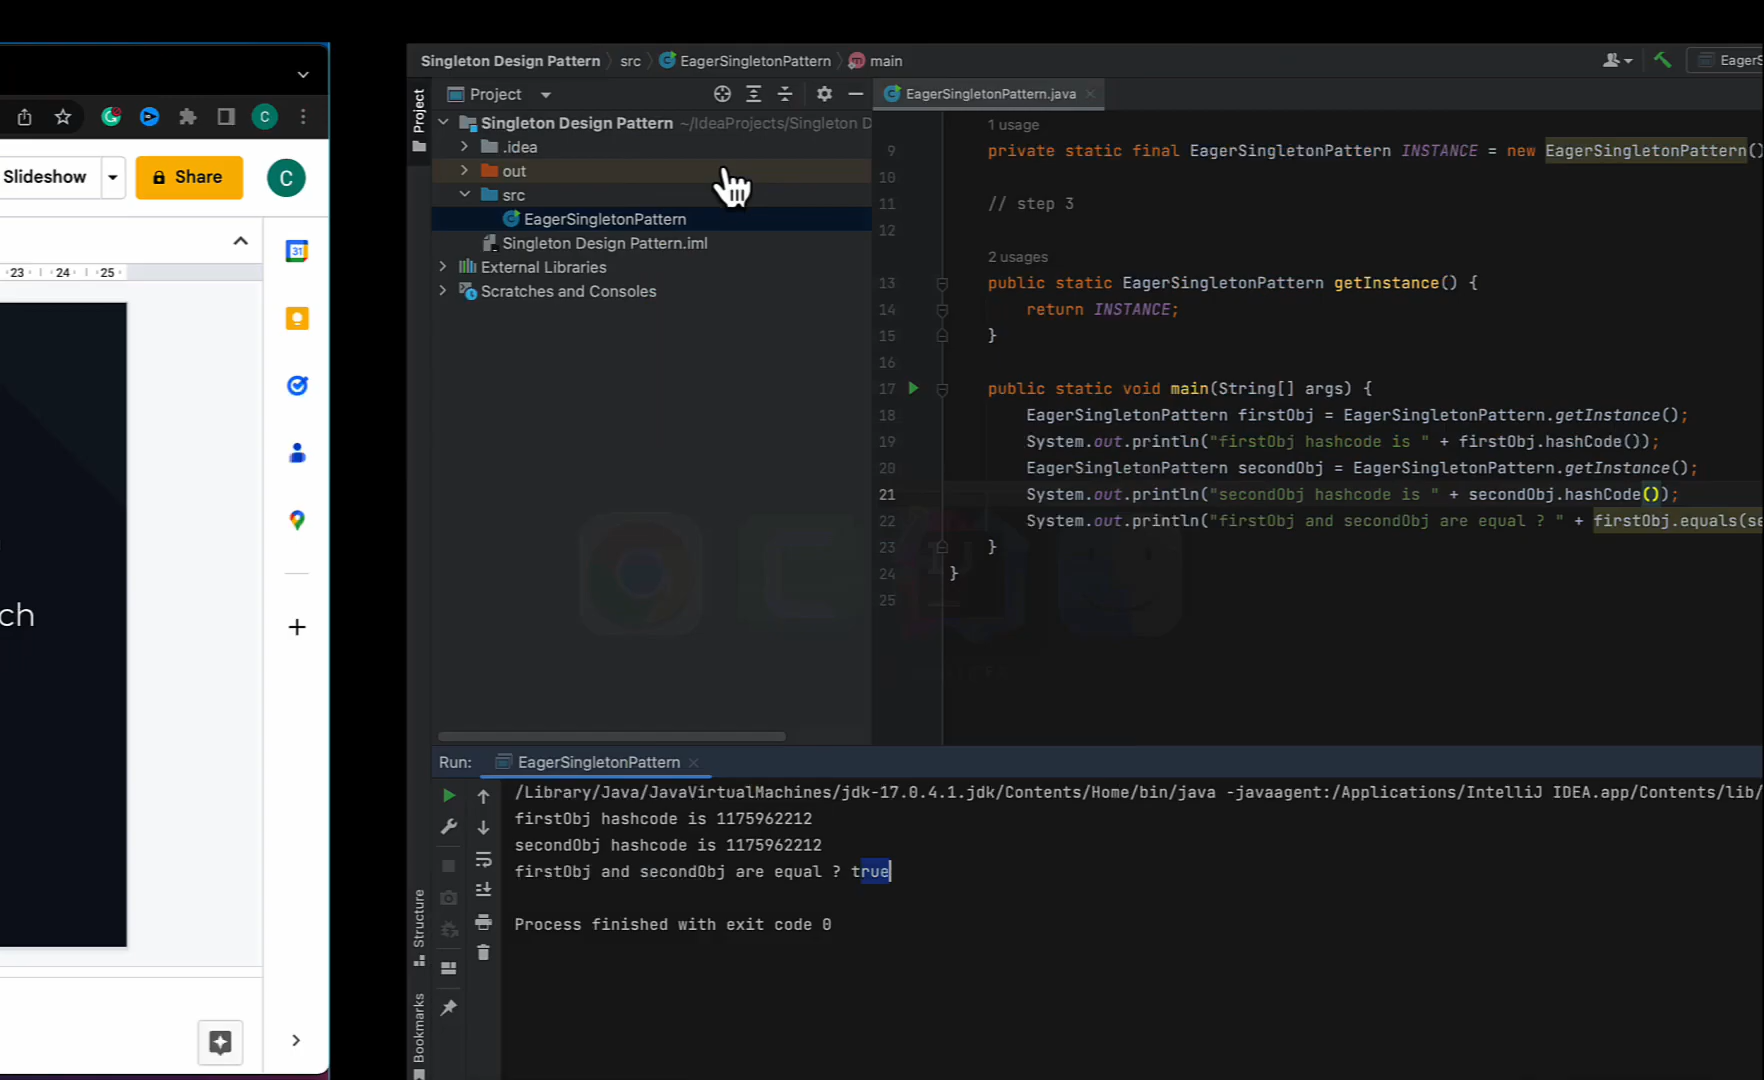 Slideshow
Share
C
C
23
24
25
31
ch
Singleton Design Pattern
src
EagerSingletonPattern
main
Project
Project
Singleton Design Pattern ~/IdeaProjects/Singleton D
.idea
out
src
EagerSingletonPattern
Singleton Design Pattern.iml
External Libraries
Scratches and Consoles
EagerSingletonPattern.java
1 usage
9 private static final EagerSingletonPattern INSTANCE = new EagerSingletonPattern()
10
11 // step 3
12
2 usages
13 public static EagerSingletonPattern getInstance() {
14 return INSTANCE;
15 }
16
17 public static void main(String[] args) {
18 EagerSingletonPattern firstObj = EagerSingletonPattern.getInstance();
19 System.out.println("firstObj hashcode is " + firstObj.hashCode());
20 EagerSingletonPattern secondObj = EagerSingletonPattern.getInstance();
21 System.out.println("secondObj hashcode is " + secondObj.hashCode());
22 System.out.println("firstObj and secondObj are equal ? " + firstObj.equals(se
23 }
24 }
25
Run: EagerSingletonPattern
/Library/Java/JavaVirtualMachines/jdk-17.0.4.1.jdk/Contents/Home/bin/java -javaagent:/Applications/IntelliJ IDEA.app/Contents/lib/
firstObj hashcode is 1175962212
secondObj hashcode is 1175962212
firstObj and secondObj are equal ? true
Process finished with exit code 0
Structure
Bookmarks